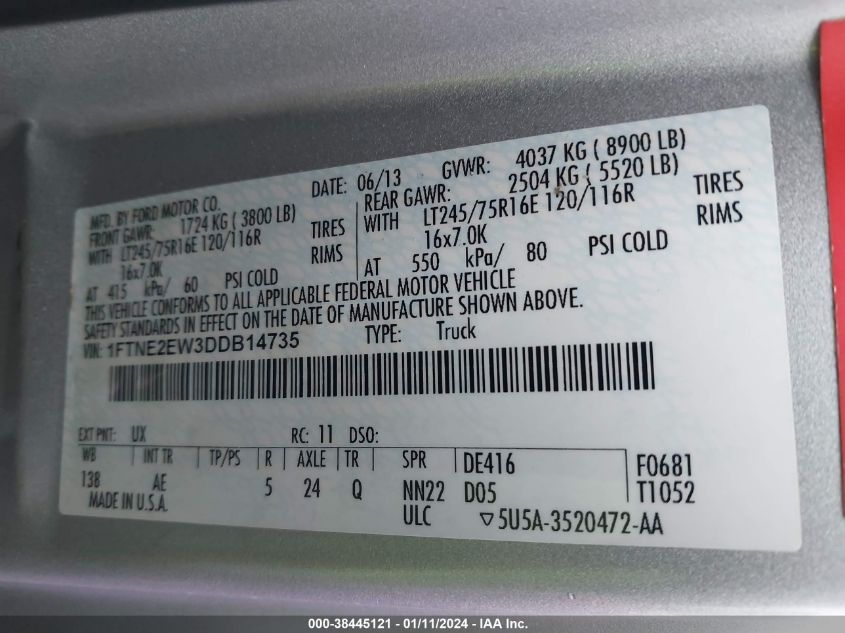 MFD. BY FORD MOTOR CO.
DATE: 06/13 GVWR: 4037 KG ( 8900 LB)
FRONT GAWR: 1724 KG ( 3800 LB)
WITH LT245/75R16E 120/116R TIRES
16x7.0K RIMS
AT 415 kPa/ 60 PSI COLD
REAR GAWR: 2504 KG ( 5520 LB)
WITH LT245/75R16E 120/116R TIRES
16x7.0K RIMS
AT 550 kPa/ 80 PSI COLD
THIS VEHICLE CONFORMS TO ALL APPLICABLE FEDERAL MOTOR VEHICLE
SAFETY STANDARDS IN EFFECT ON THE DATE OF MANUFACTURE SHOWN ABOVE.
VIN: 1FTNE2EW3DDB14735 TYPE: Truck
EXT PNT: UX RC: 11 DSO:
WB INT TR TP/PS R AXLE TR SPR DE416 F0681
138 AE 5 24 Q NN22 D05 T1052
MADE IN U.S.A. ULC ▽5U5A-3520472-AA
000-38445121 - 01/11/2024 - IAA Inc.